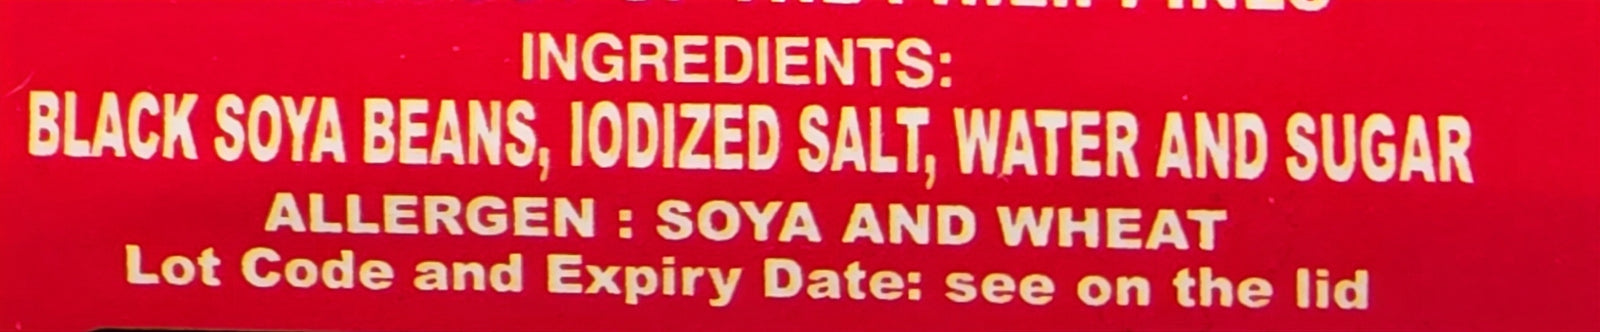 INGREDIENTS:
BLACK SOYA BEANS, IODIZED SALT, WATER AND SUGAR
ALLERGEN : SOYA AND WHEAT
Lot Code and Expiry Date: see on the lid